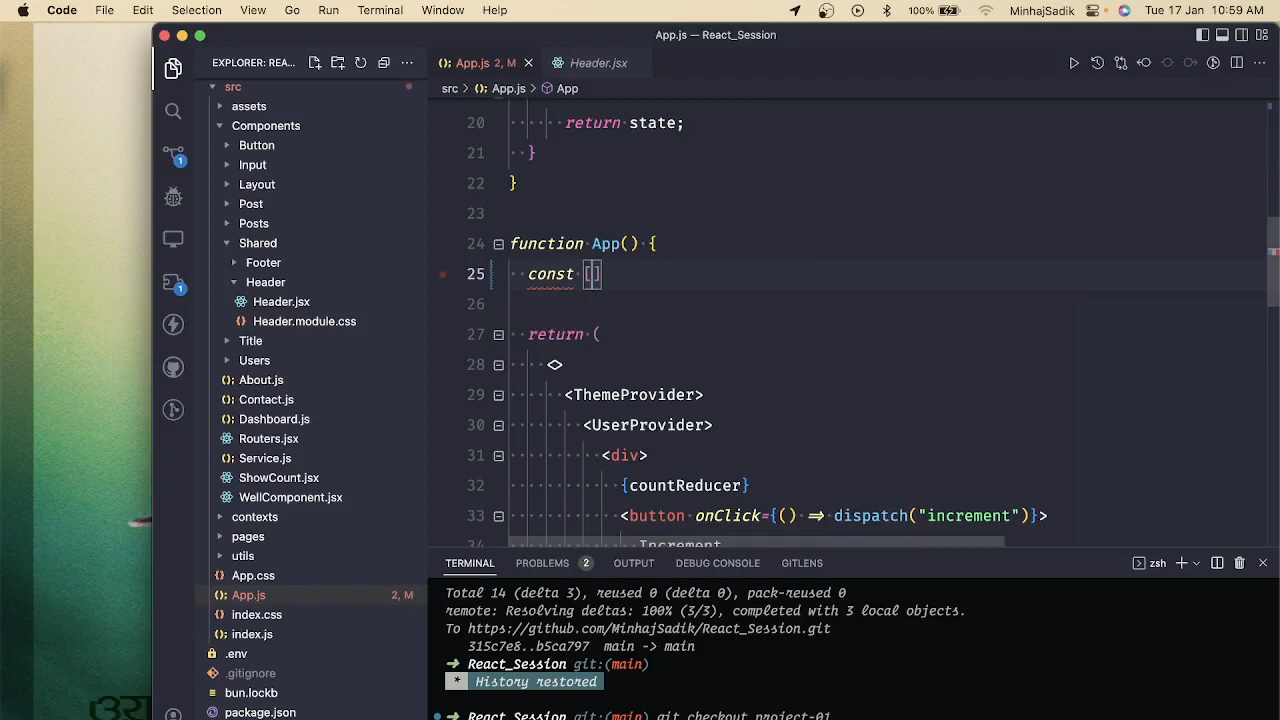 Code File Edit Selection View Go Run Terminal Window Help 100% MinhajSadik Tue 17 Jan 10:59 AM
App.js — React_Session
EXPLORER: REA...
App.js 2, M
Header.jsx
src > App.js > App
src
assets
Components
Button
Input
Layout
Post
Posts
Shared
Footer
Header
Header.jsx
Header.module.css
Title
Users
About.js
Contact.js
Dashboard.js
Routers.jsx
Service.js
ShowCount.jsx
WellComponent.jsx
contexts
pages
utils
App.css
App.js 2, M
index.css
index.js
.env
.gitignore
bun.lockb
package.json
1
1
20 return state;
21 }
22 }
23
24 function App() {
25 const []
26
27 return (
28 <>
29 <ThemeProvider>
30 <UserProvider>
31 <div>
32 {countReducer}
33 <button onClick={() => dispatch("increment")}>
34 Increment
TERMINAL PROBLEMS 2 OUTPUT DEBUG CONSOLE GITLENS zsh
Total 14 (delta 3), reused 0 (delta 0), pack-reused 0
remote: Resolving deltas: 100% (3/3), completed with 3 local objects.
To https://github.com/MinhajSadik/React_Session.git
315c7e8..b5ca797 main -> main
➜ React_Session git:(main)
* History restored
➜ React_Session git:(main) git checkout project-01